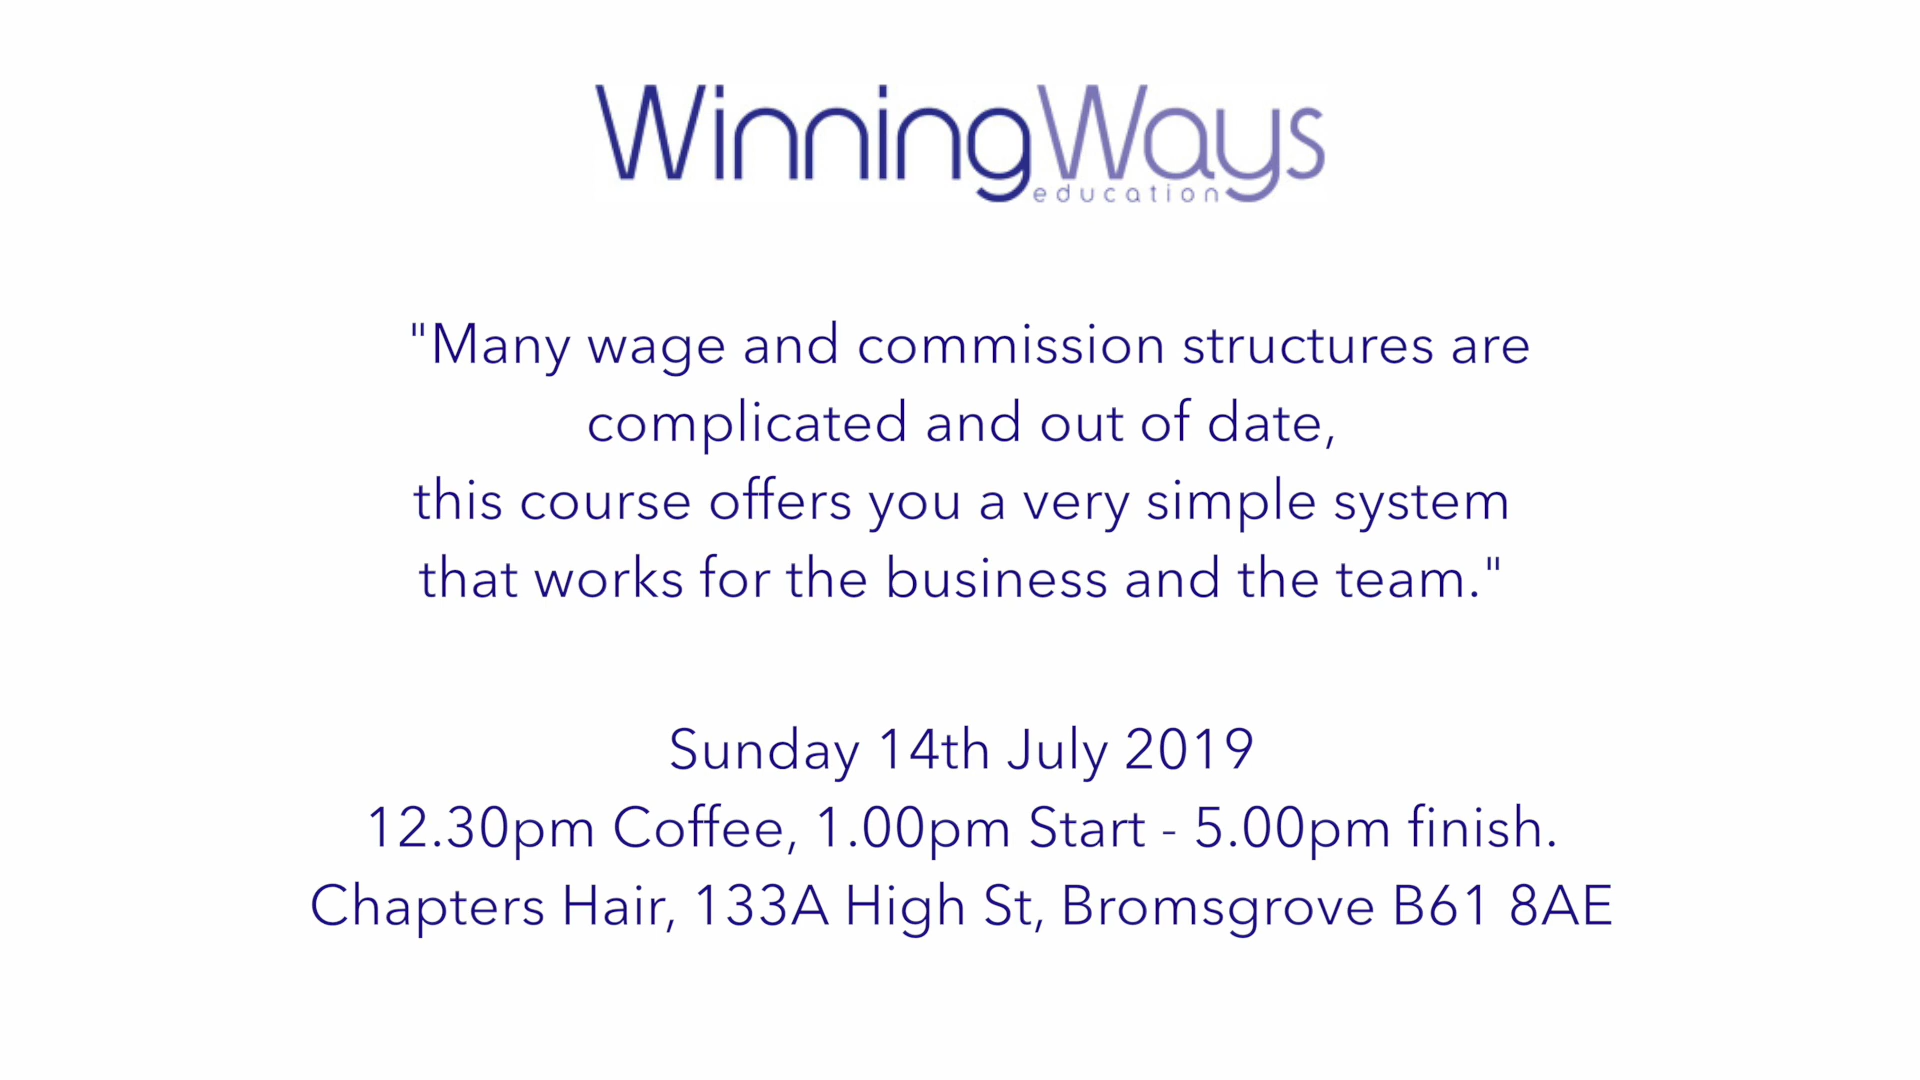 WinningWays
education
"Many wage and commission structures are
complicated and out of date,
this course offers you a very simple system
that works for the business and the team."
Sunday 14th July 2019
12.30pm Coffee, 1.00pm Start - 5.00pm finish.
Chapters Hair, 133A High St, Bromsgrove B61 8AE